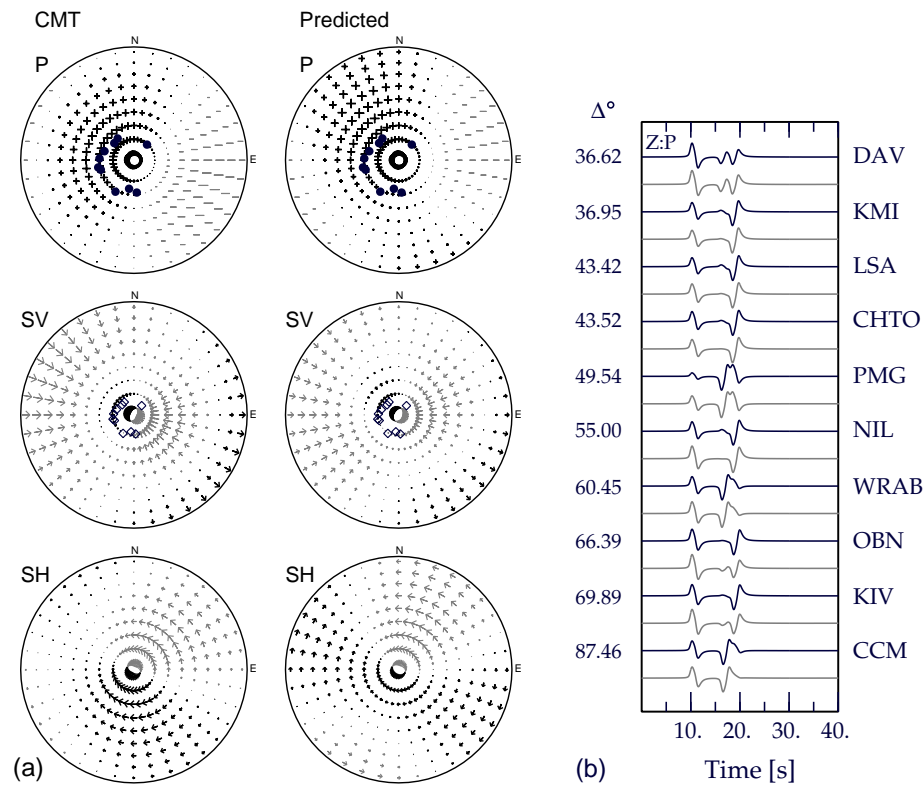 CMT
Predicted
P
N
E
P
N
E
SV
N
E
SV
N
E
SH
N
E
SH
N
E
(a)
Δ°
Z:P
36.62 DAV
36.95 KMI
43.42 LSA
43.52 CHTO
49.54 PMG
55.00 NIL
60.45 WRAB
66.39 OBN
69.89 KIV
87.46 CCM
10. 20. 30. 40.
(b) Time [s]